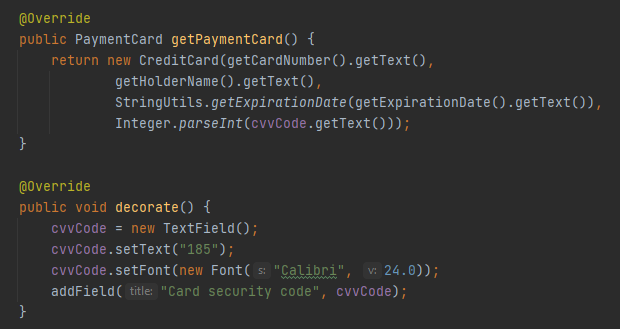 @Override
public PaymentCard getPaymentCard() {
    return new CreditCard(getCardNumber().getText(),
            getHolderName().getText(),
            StringUtils.getExpirationDate(getExpirationDate().getText()),
            Integer.parseInt(cvvCode.getText()));
}

@Override
public void decorate() {
    cvvCode = new TextField();
    cvvCode.setText("185");
    cvvCode.setFont(new Font( s: "Calibri",  v: 24.0));
    addField( title: "Card security code", cvvCode);
}